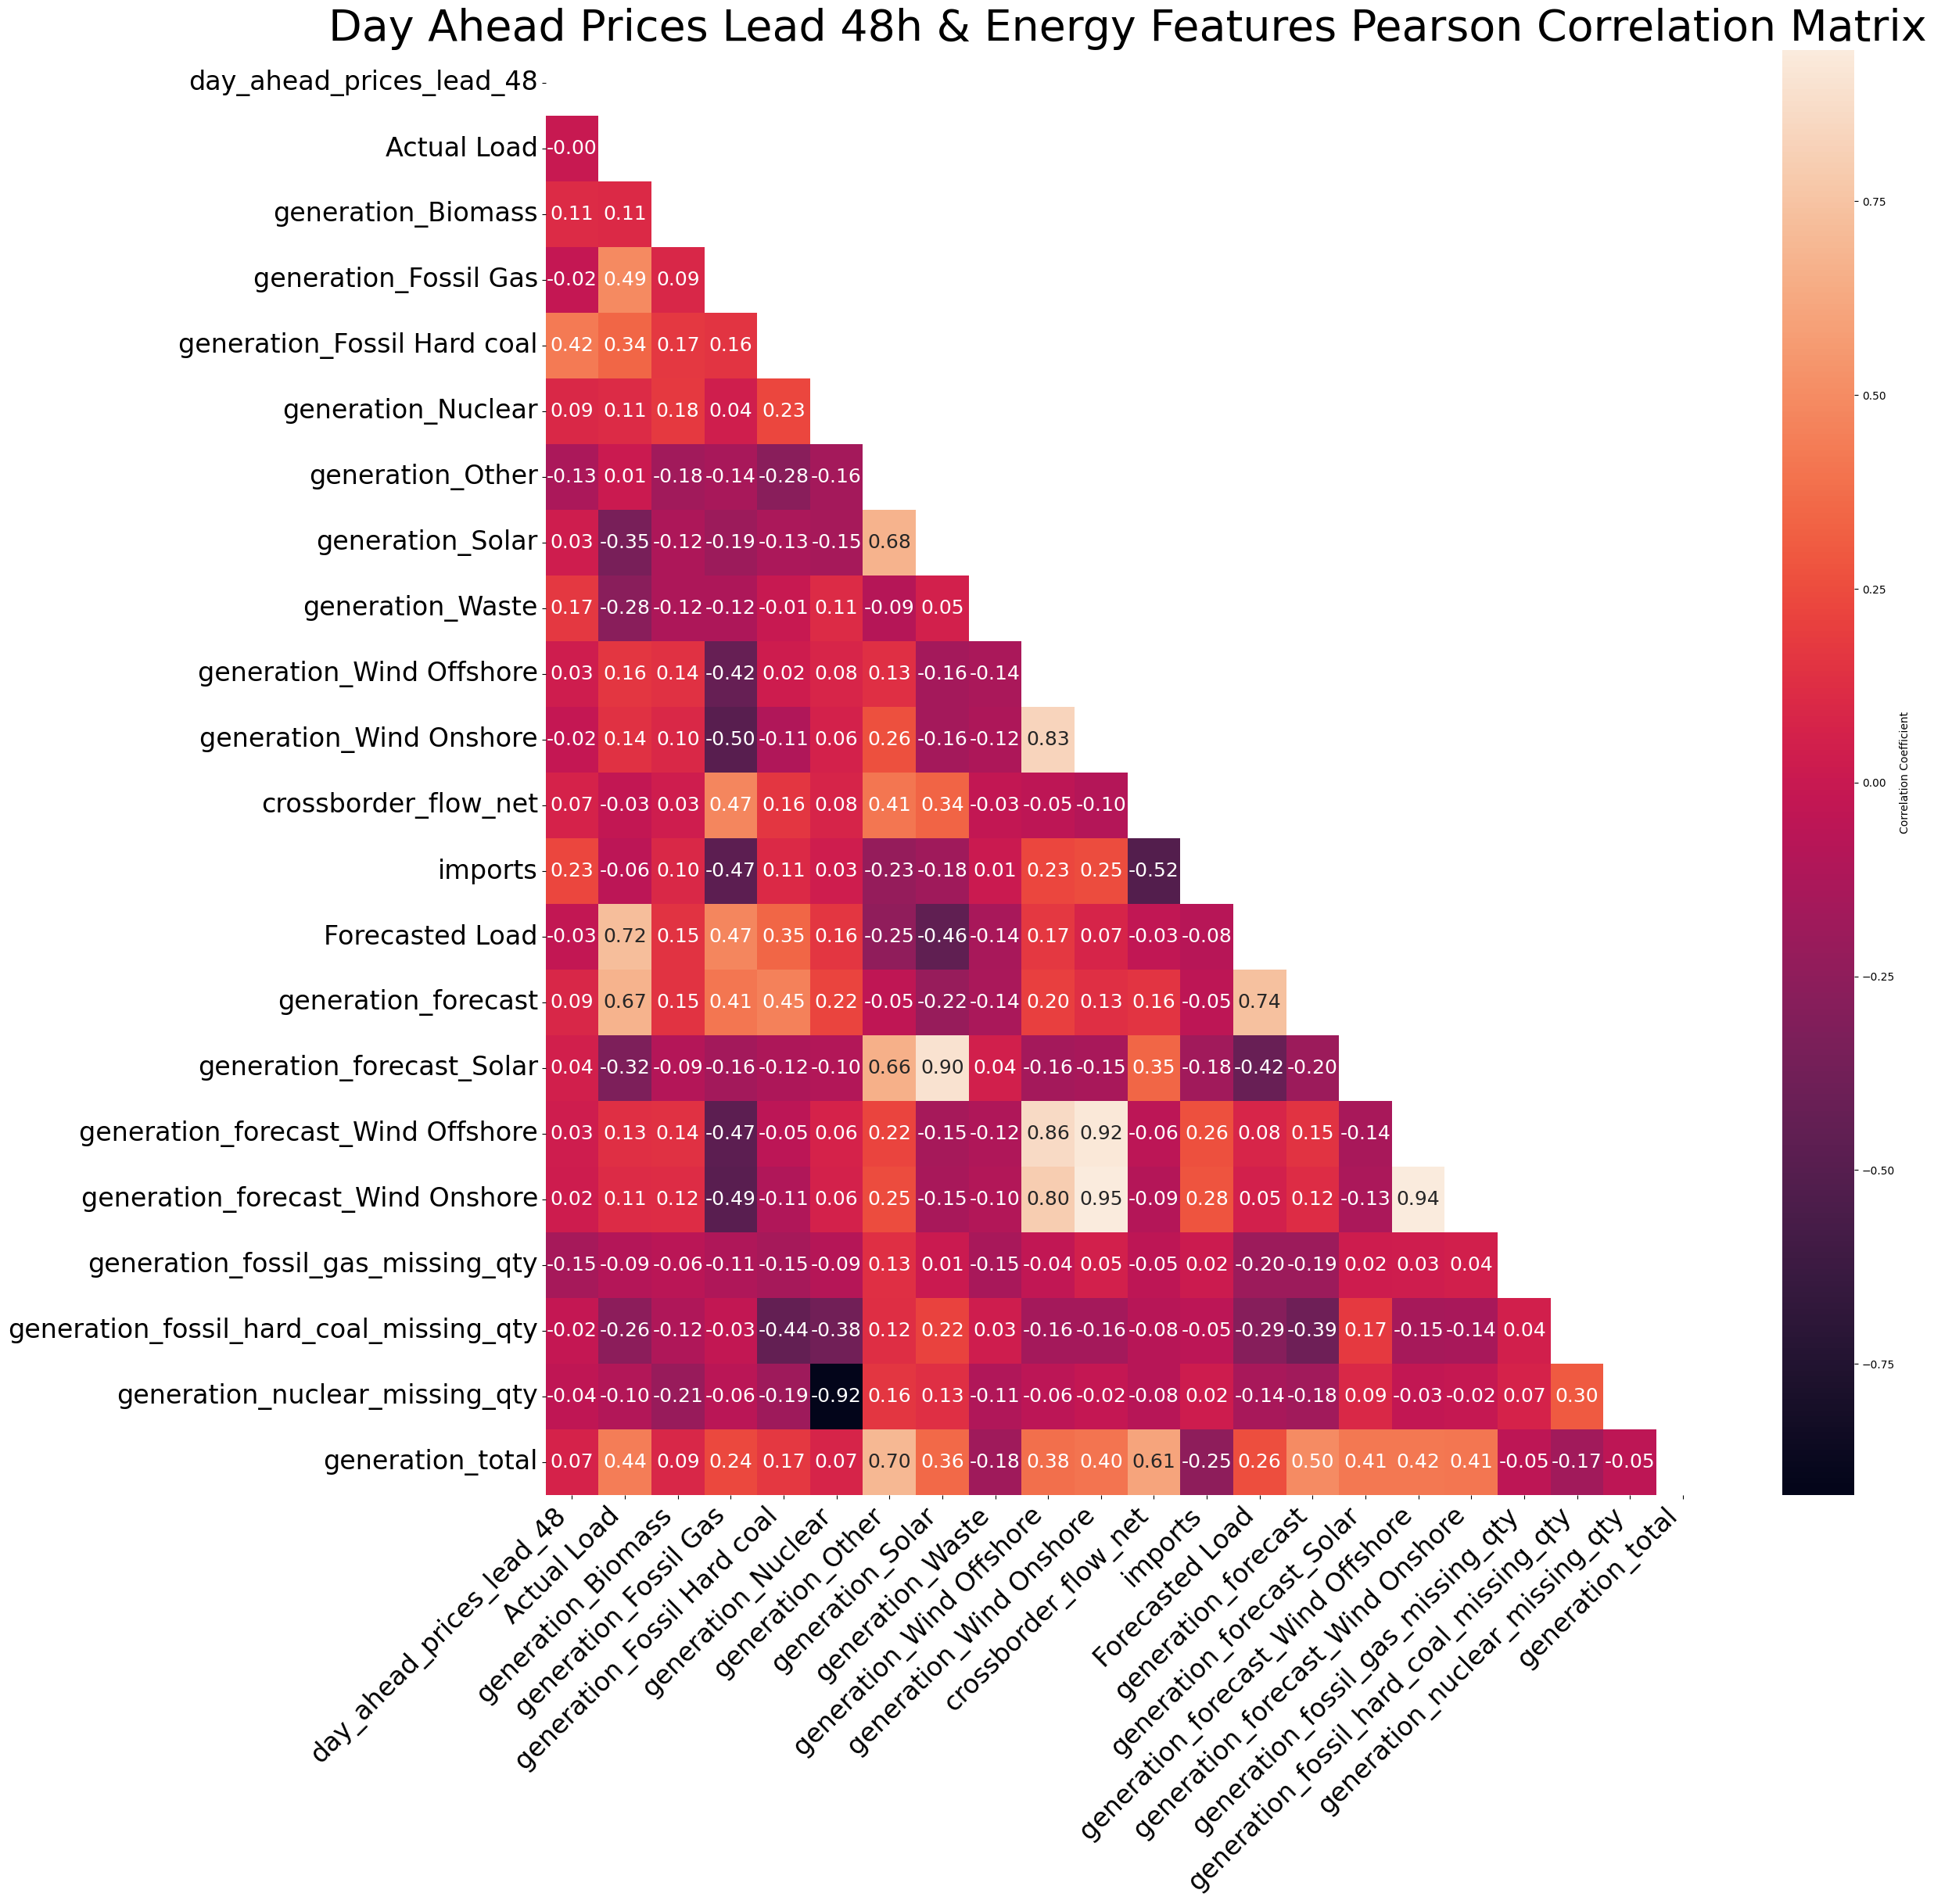 Day Ahead Prices Lead 48h & Energy Features Pearson Correlation Matrix
day_ahead_prices_lead_48
Actual Load -0.00
generation_Biomass 0.11 0.11
generation_Fossil Gas -0.02 0.49 0.09
generation_Fossil Hard coal 0.42 0.34 0.17 0.16
generation_Nuclear 0.09 0.11 0.18 0.04 0.23
generation_Other -0.13 0.01 -0.18 -0.14 -0.28 -0.16
generation_Solar 0.03 -0.35 -0.12 -0.19 -0.13 -0.15 0.68
generation_Waste 0.17 -0.28 -0.12 -0.12 -0.01 0.11 -0.09 0.05
generation_Wind Offshore 0.03 0.16 0.14 -0.42 0.02 0.08 0.13 -0.16 -0.14
generation_Wind Onshore -0.02 0.14 0.10 -0.50 -0.11 0.06 0.26 -0.16 -0.12 0.83
crossborder_flow_net 0.07 -0.03 0.03 0.47 0.16 0.08 0.41 0.34 -0.03 -0.05 -0.10
imports 0.23 -0.06 0.10 -0.47 0.11 0.03 -0.23 -0.18 0.01 0.23 0.25 -0.52
Forecasted Load -0.03 0.72 0.15 0.47 0.35 0.16 -0.25 -0.46 -0.14 0.17 0.07 -0.03 -0.08
generation_forecast 0.09 0.67 0.15 0.41 0.45 0.22 -0.05 -0.22 -0.14 0.20 0.13 0.16 -0.05 0.74
generation_forecast_Solar 0.04 -0.32 -0.09 -0.16 -0.12 -0.10 0.66 0.90 0.04 -0.16 -0.15 0.35 -0.18 -0.42 -0.20
generation_forecast_Wind Offshore 0.03 0.13 0.14 -0.47 -0.05 0.06 0.22 -0.15 -0.12 0.86 0.92 -0.06 0.26 0.08 0.15 -0.14
generation_forecast_Wind Onshore 0.02 0.11 0.12 -0.49 -0.11 0.06 0.25 -0.15 -0.10 0.80 0.95 -0.09 0.28 0.05 0.12 -0.13 0.94
generation_fossil_gas_missing_qty -0.15 -0.09 -0.06 -0.11 -0.15 -0.09 0.13 0.01 -0.15 -0.04 0.05 -0.05 0.02 -0.20 -0.19 0.02 0.03 0.04
generation_fossil_hard_coal_missing_qty -0.02 -0.26 -0.12 -0.03 -0.44 -0.38 0.12 0.22 0.03 -0.16 -0.16 -0.08 -0.05 -0.29 -0.39 0.17 -0.15 -0.14 0.04
generation_nuclear_missing_qty -0.04 -0.10 -0.21 -0.06 -0.19 -0.92 0.16 0.13 -0.11 -0.06 -0.02 -0.08 0.02 -0.14 -0.18 0.09 -0.03 -0.02 0.07 0.30
generation_total 0.07 0.44 0.09 0.24 0.17 0.07 0.70 0.36 -0.18 0.38 0.40 0.61 -0.25 0.26 0.50 0.41 0.42 0.41 -0.05 -0.17 -0.05
day_ahead_prices_lead_48
Actual Load
generation_Biomass
generation_Fossil Gas
generation_Fossil Hard coal
generation_Nuclear
generation_Other
generation_Solar
generation_Waste
generation_Wind Offshore
generation_Wind Onshore
crossborder_flow_net
imports
Forecasted Load
generation_forecast
generation_forecast_Solar
generation_forecast_Wind Offshore
generation_forecast_Wind Onshore
generation_fossil_gas_missing_qty
generation_fossil_hard_coal_missing_qty
generation_nuclear_missing_qty
generation_total
0.75
0.50
0.25
0.00
−0.25
−0.50
−0.75
Correlation Coefficient